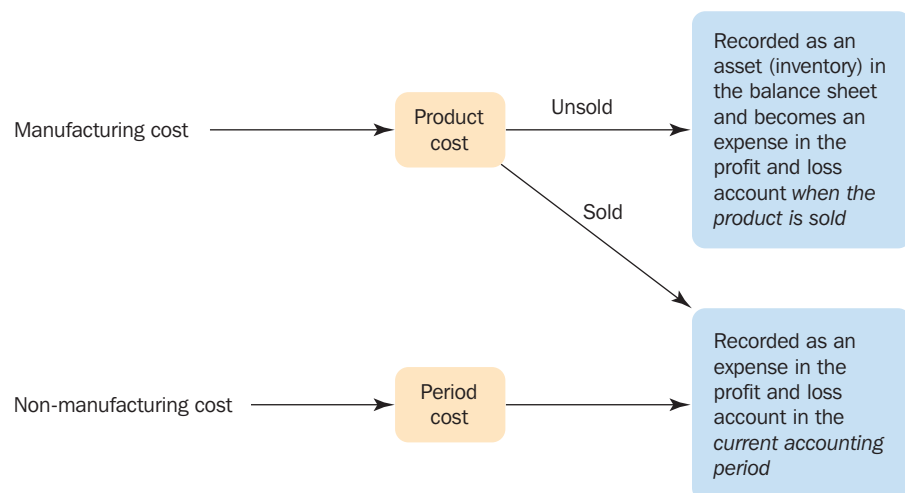 Manufacturing cost
Product
cost
Unsold
Sold
Recorded as an
asset (inventory) in
the balance sheet
and becomes an
expense in the
profit and loss
account when the
product is sold
Non-manufacturing cost
Period
cost
Recorded as an
expense in the
profit and loss
account in the
current accounting
period